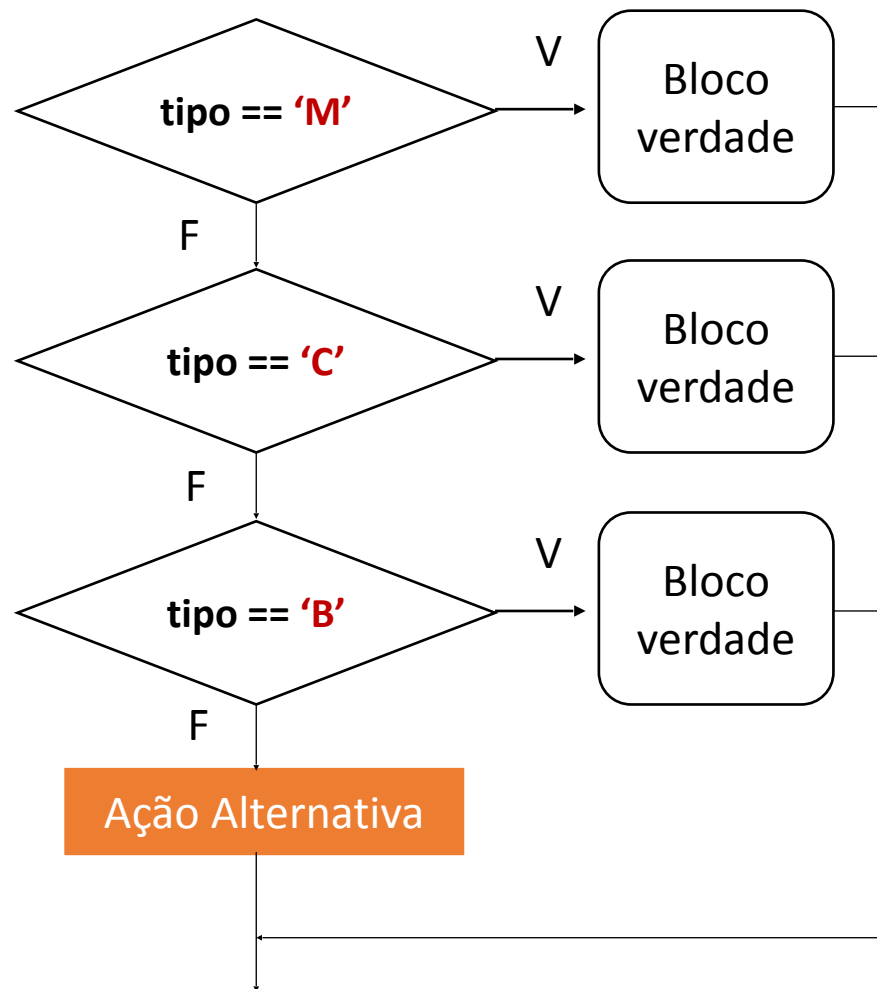 V
Bloco
verdade
tipo == ‘M’
F
V
Bloco
verdade
tipo == ‘C’
F
V
Bloco
verdade
tipo == ‘B’
F
Ação Alternativa